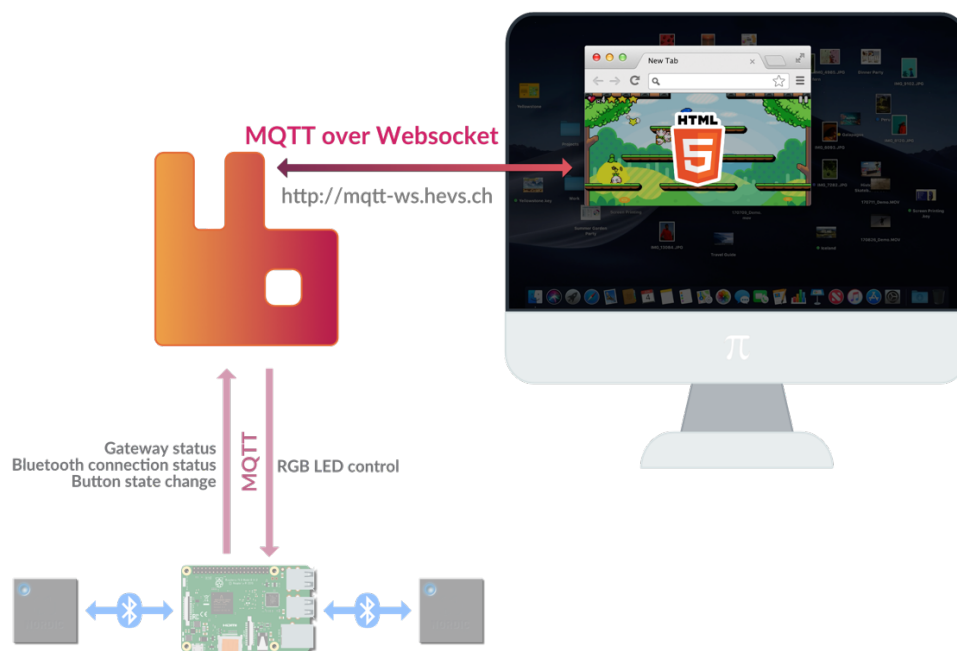 New Tab
HTML
5
MQTT over Websocket
http://mqtt-ws.hevs.ch
π
Gateway status
Bluetooth connection status
Button state change
MQTT
RGB LED control